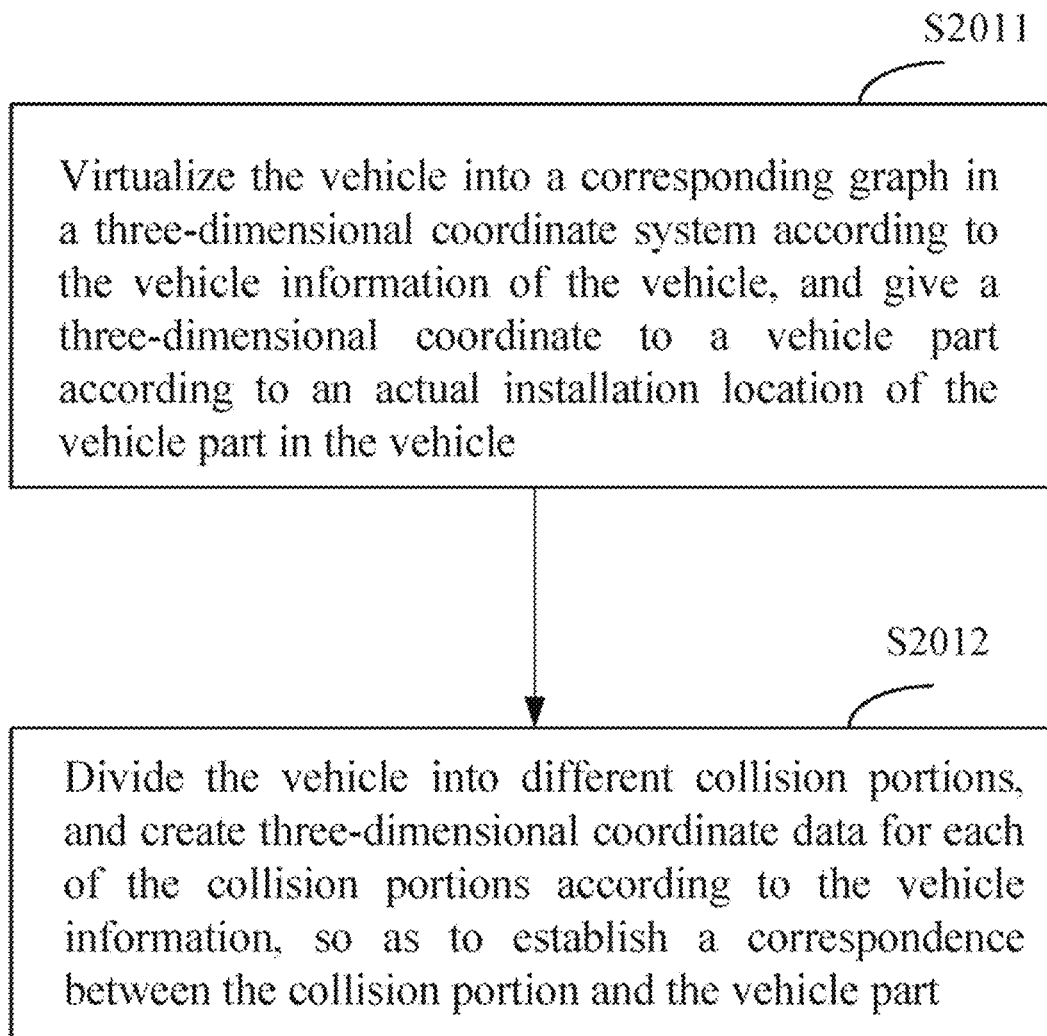 S2011
Virtualize the vehicle into a corresponding graph in
a three-dimensional coordinate system according to
the vehicle information of the vehicle, and give a
three-dimensional coordinate to a vehicle part
according to an actual installation location of the
vehicle part in the vehicle
S2012
Divide the vehicle into different collision portions,
and create three-dimensional coordinate data for each
of the collision portions according to the vehicle
information, so as to establish a correspondence
between the collision portion and the vehicle part